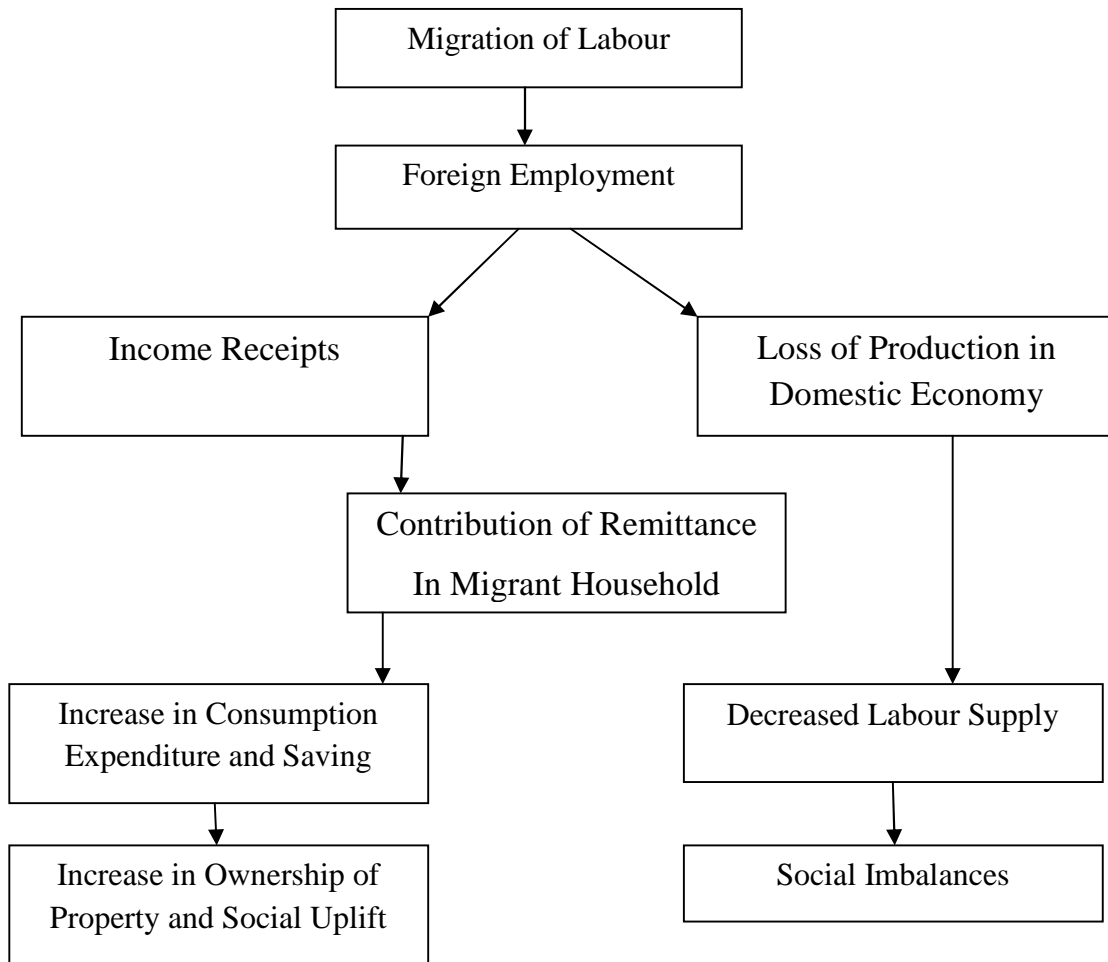 Migration of Labour
Foreign Employment
Income Receipts
Loss of Production in
Domestic Economy
Contribution of Remittance
In Migrant Household
Increase in Consumption
Expenditure and Saving
Decreased Labour Supply
Increase in Ownership of
Property and Social Uplift
Social Imbalances